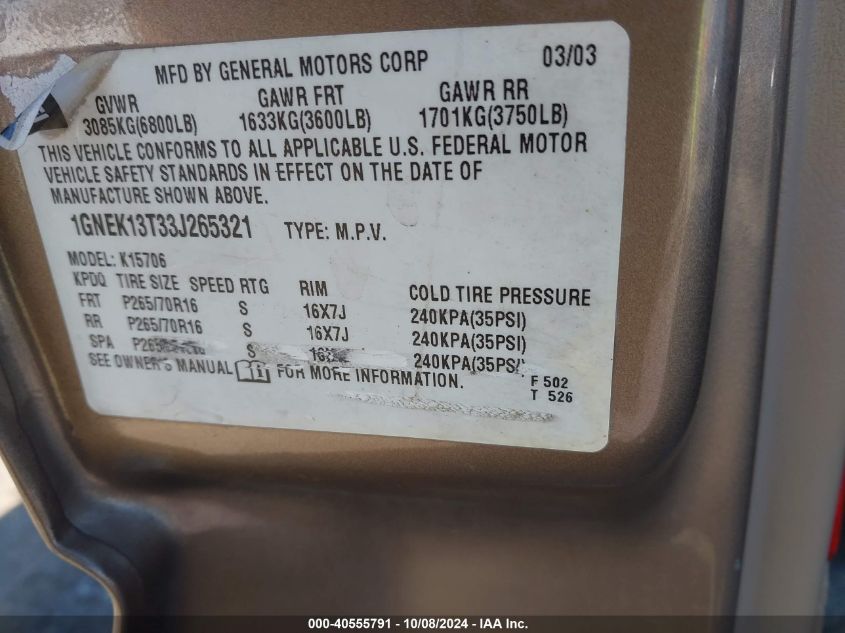 MFD BY GENERAL MOTORS CORP 03/03
GVWR GAWR FRT GAWR RR
3085KG(6800LB) 1633KG(3600LB) 1701KG(3750LB)
THIS VEHICLE CONFORMS TO ALL APPLICABLE U.S. FEDERAL MOTOR
VEHICLE SAFETY STANDARDS IN EFFECT ON THE DATE OF
MANUFACTURE SHOWN ABOVE.
1GNEK13T33J265321 TYPE: M.P.V.
MODEL: K15706
KPDQ TIRE SIZE SPEED RTG RIM COLD TIRE PRESSURE
FRT P265/70R16 S 16X7J 240KPA(35PSI)
RR P265/70R16 S 16X7J 240KPA(35PSI)
SPA S 240KPA(35PSI)
SEE OWNER'S MANUAL FOR MORE INFORMATION.
F 502
T 526
000-40555791 - 10/08/2024 - IAA Inc.